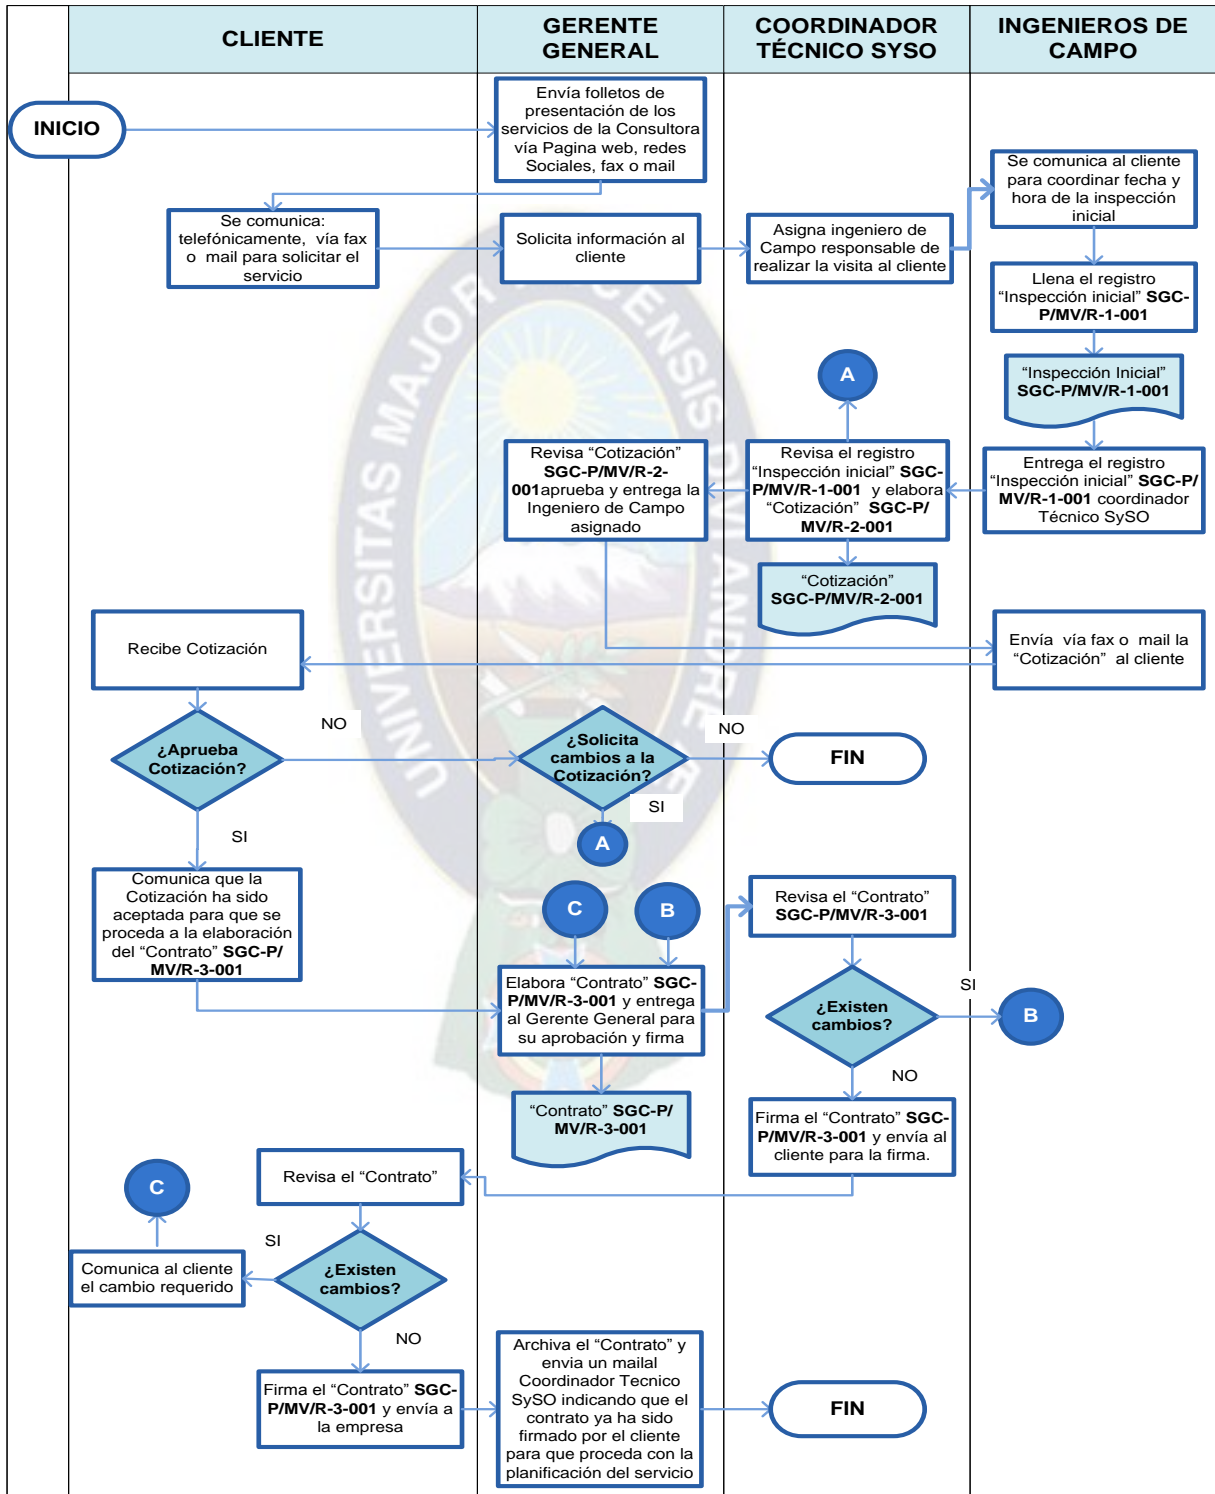 CLIENTE
GERENTE
GENERAL
COORDINADOR
TÉCNICO SYSO
INGENIEROS DE
CAMPO
INICIO
Envía folletos de
presentación de los
servicios de la Consultora
vía Pagina web, redes
Sociales, fax o mail
Se comunica al cliente
para coordinar fecha y
hora de la inspección
inicial
Se comunica:
telefónicamente, vía fax
o mail para solicitar el
servicio
Solicita información al
cliente
Asigna ingeniero de
Campo responsable de
realizar la visita al cliente
Llena el registro
“Inspección inicial” SGC-
P/MV/R-1-001
A
“Inspección Inicial”
SGC-P/MV/R-1-001
Revisa “Cotización”
SGC-P/MV/R-2-
001aprueba y entrega la
Ingeniero de Campo
asignado
Revisa el registro
“Inspección inicial” SGC-
P/MV/R-1-001 y elabora
“Cotización” SGC-P/
MV/R-2-001
Entrega el registro
“Inspección inicial” SGC-P/
MV/R-1-001 coordinador
Técnico SySO
“Cotización”
SGC-P/MV/R-2-001
Recibe Cotización
Envía vía fax o mail la
“Cotización” al cliente
¿Aprueba
Cotización?
NO
¿Solicita
cambios a la
Cotización?
NO
FIN
SI
SI
A
Comunica que la
Cotización ha sido
aceptada para que se
proceda a la elaboración
del “Contrato” SGC-P/
MV/R-3-001
C
B
Revisa el “Contrato”
SGC-P/MV/R-3-001
Elabora “Contrato” SGC-
P/MV/R-3-001 y entrega
al Gerente General para
su aprobación y firma
¿Existen
cambios?
SI
B
NO
“Contrato” SGC-P/
MV/R-3-001
Firma el “Contrato” SGC-
P/MV/R-3-001 y envía al
cliente para la firma.
Revisa el “Contrato”
C
SI
Comunica al cliente
el cambio requerido
¿Existen
cambios?
NO
Firma el “Contrato” SGC-
P/MV/R-3-001 y envía a
la empresa
Archiva el “Contrato” y
envia un mailal
Coordinador Tecnico
SySO indicando que el
contrato ya ha sido
firmado por el cliente
para que proceda con la
planificación del servicio
FIN